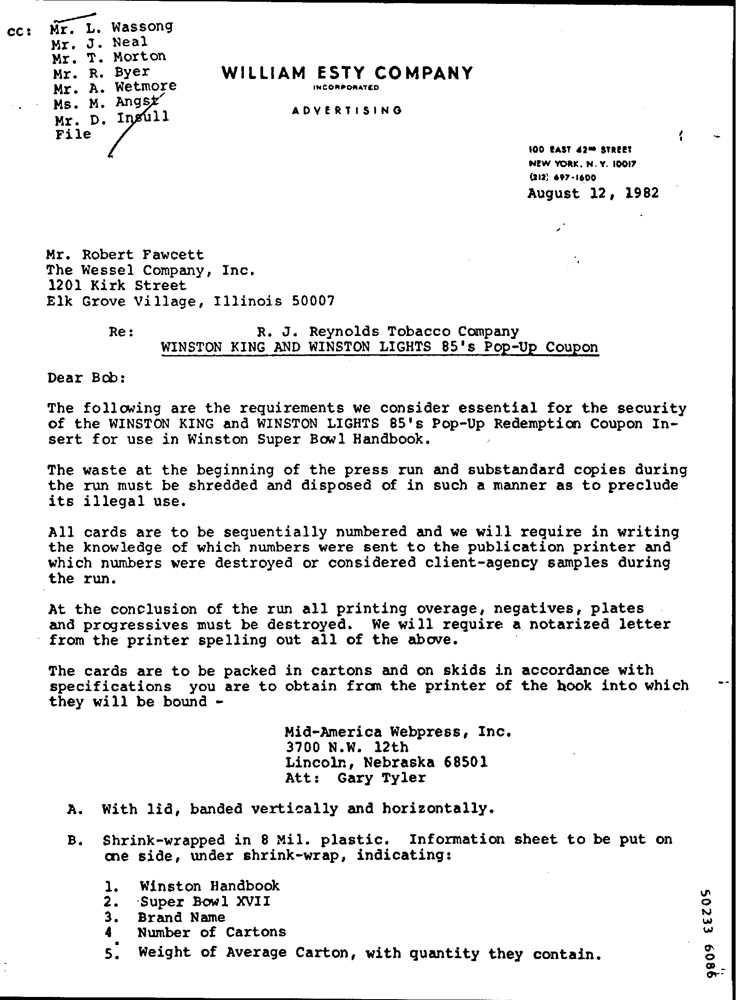 cc: Mr. L. Wassong
Mr. J. Neal
Mr. T. Morton
Mr. R. Byer
Mr. A. Wetmore
Ms. M. Angst
Mr. D. Insull
File
WILLIAM ESTY COMPANY
INCORPORATED
ADVERTISING
100 EAST 42ND STREET
NEW YORK, N. Y. 10017
(212) 697-1600
August 12, 1982
Mr. Robert Fawcett
The Wessel Company, Inc.
1201 Kirk Street
Elk Grove Village, Illinois 50007
Re: R. J. Reynolds Tobacco Company
WINSTON KING AND WINSTON LIGHTS 85's Pop-Up Coupon
Dear Bob:
The following are the requirements we consider essential for the security
of the WINSTON KING and WINSTON LIGHTS 85's Pop-Up Redemption Coupon In-
sert for use in Winston Super Bowl Handbook.
The waste at the beginning of the press run and substandard copies during
the run must be shredded and disposed of in such a manner as to preclude
its illegal use.
All cards are to be sequentially numbered and we will require in writing
the knowledge of which numbers were sent to the publication printer and
which numbers were destroyed or considered client-agency samples during
the run.
At the conclusion of the run all printing overage, negatives, plates
and progressives must be destroyed. We will require a notarized letter
from the printer spelling out all of the above.
The cards are to be packed in cartons and on skids in accordance with
specifications you are to obtain from the printer of the book into which
they will be bound -
Mid-America Webpress, Inc.
3700 N.W. 12th
Lincoln, Nebraska 68501
Att: Gary Tyler
A. With lid, banded vertically and horizontally.
B. Shrink-wrapped in 8 Mil. plastic. Information sheet to be put on
one side, under shrink-wrap, indicating:
1. Winston Handbook
2. Super Bowl XVII
3. Brand Name
4. Number of Cartons
5. Weight of Average Carton, with quantity they contain.
50233 6086